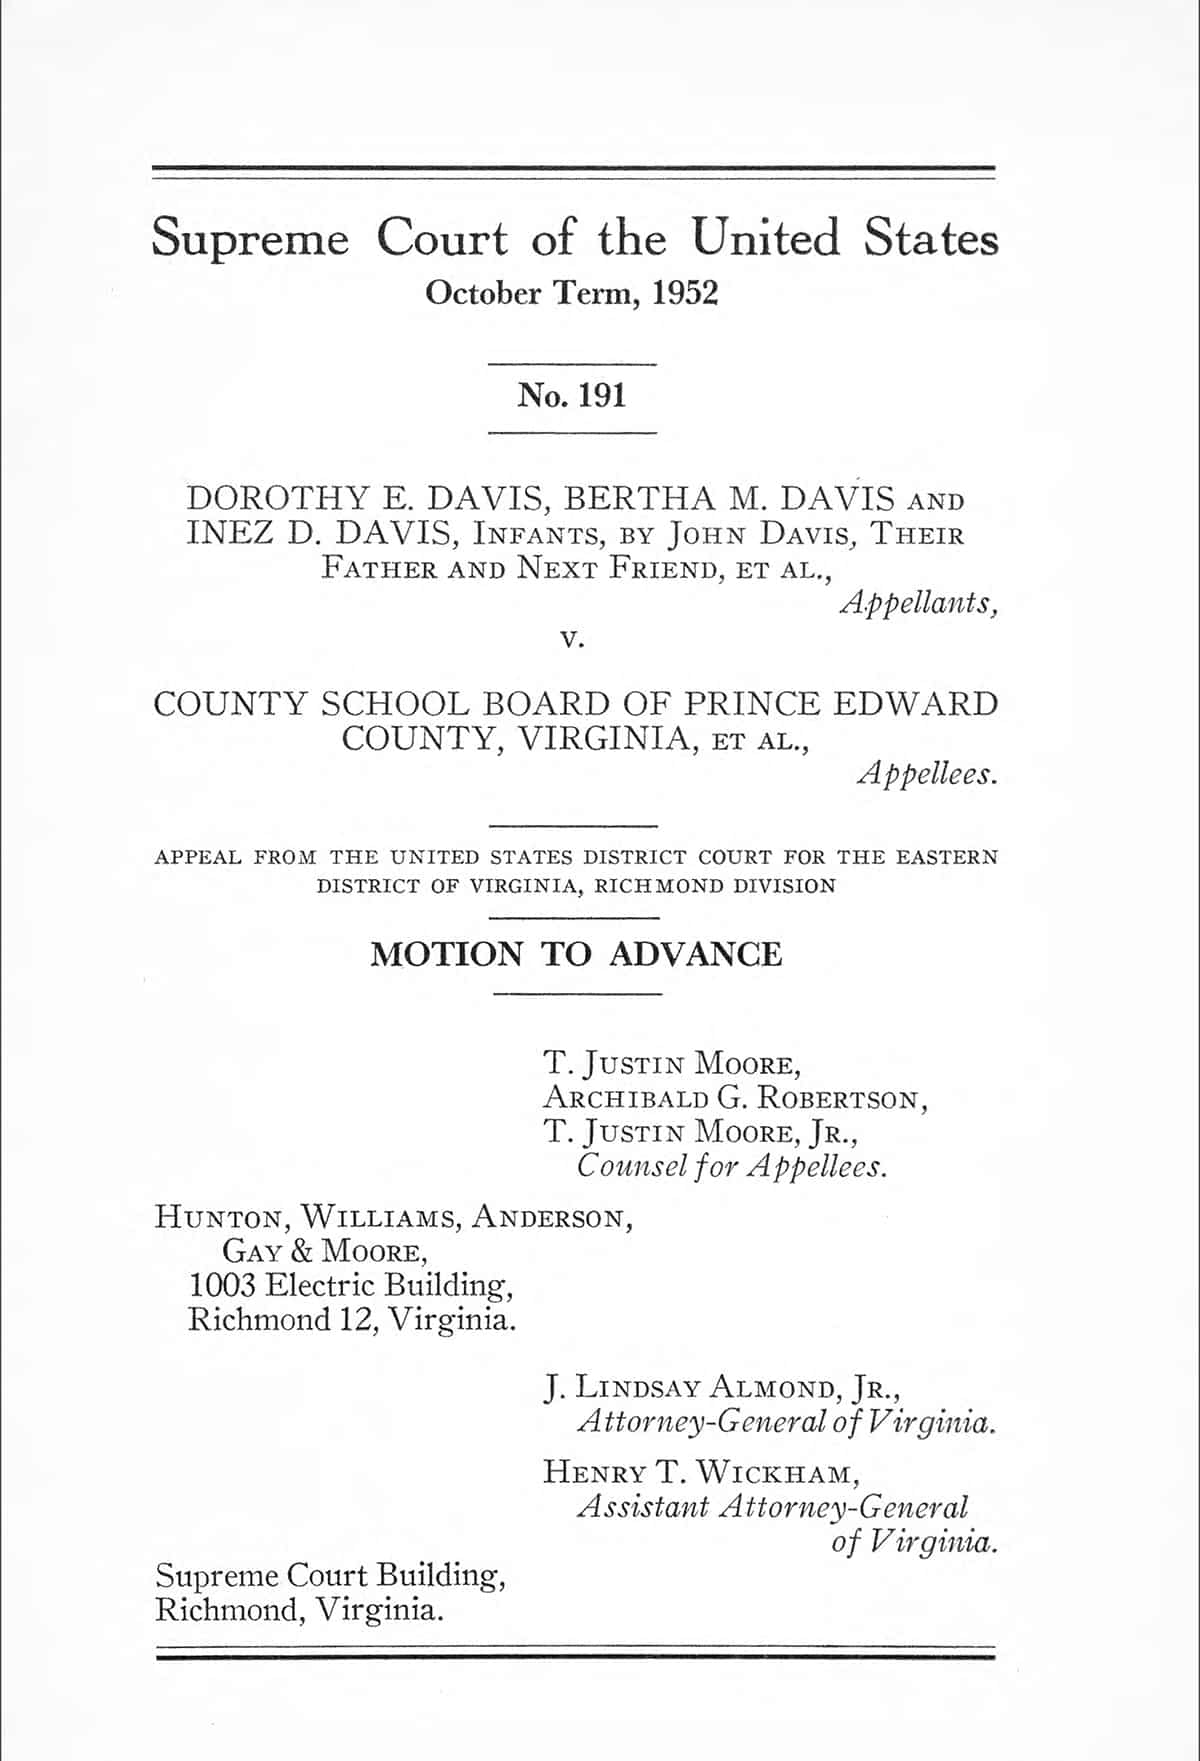 Supreme Court of the United States
October Term, 1952
No. 191
DOROTHY E. DAVIS, BERTHA M. DAVIS AND
INEZ D. DAVIS, INFANTS, BY JOHN DAVIS, THEIR
FATHER AND NEXT FRIEND, ET AL.,
Appellants,
v.
COUNTY SCHOOL BOARD OF PRINCE EDWARD
COUNTY, VIRGINIA, ET AL.,
Appellees.
APPEAL FROM THE UNITED STATES DISTRICT COURT FOR THE EASTERN
DISTRICT OF VIRGINIA, RICHMOND DIVISION
MOTION TO ADVANCE
T. JUSTIN MOORE,
ARCHIBALD G. ROBERTSON,
T. JUSTIN MOORE, JR.,
Counsel for Appellees.
HUNTON, WILLIAMS, ANDERSON,
GAY & MOORE,
1003 Electric Building,
Richmond 12, Virginia.
J. LINDSAY ALMOND, JR.,
Attorney-General of Virginia.
HENRY T. WICKHAM,
Assistant Attorney-General
of Virginia.
Supreme Court Building,
Richmond, Virginia.